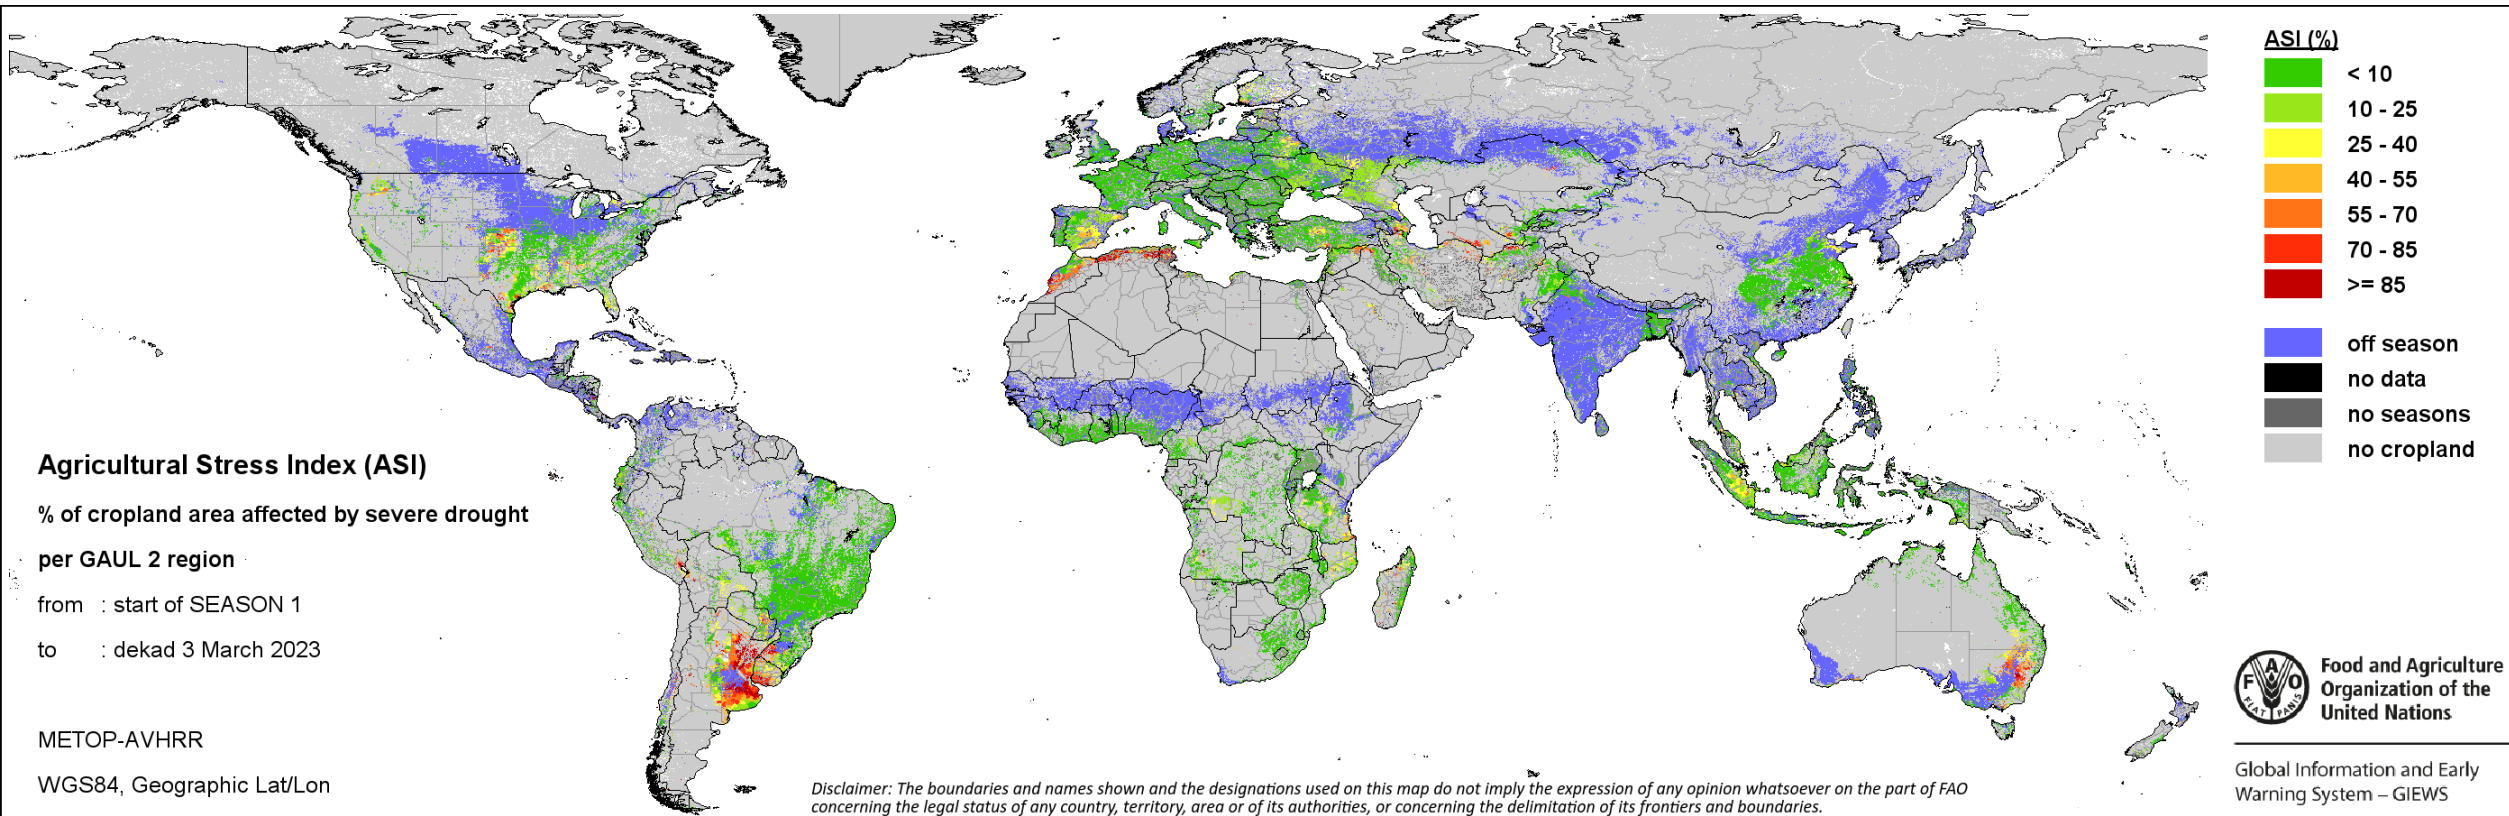 Agricultural Stress Index (ASI)
% of cropland area affected by severe drought
per GAUL 2 region
from : start of SEASON 1
to : dekad 3 March 2023
METOP-AVHRR
WGS84, Geographic Lat/Lon
Disclaimer: The boundaries and names shown and the designations used on this map do not imply the expression of any opinion whatsoever on the part of FAO
concerning the legal status of any country, territory, area or of its authorities, or concerning the delimitation of its frontiers and boundaries.
ASI (%)
< 10
10 - 25
25 - 40
40 - 55
55 - 70
70 - 85
>= 85
off season
no data
no seasons
no cropland
F A O
FIAT PANIS
Food and Agriculture
Organization of the
United Nations
Global Information and Early
Warning System – GIEWS